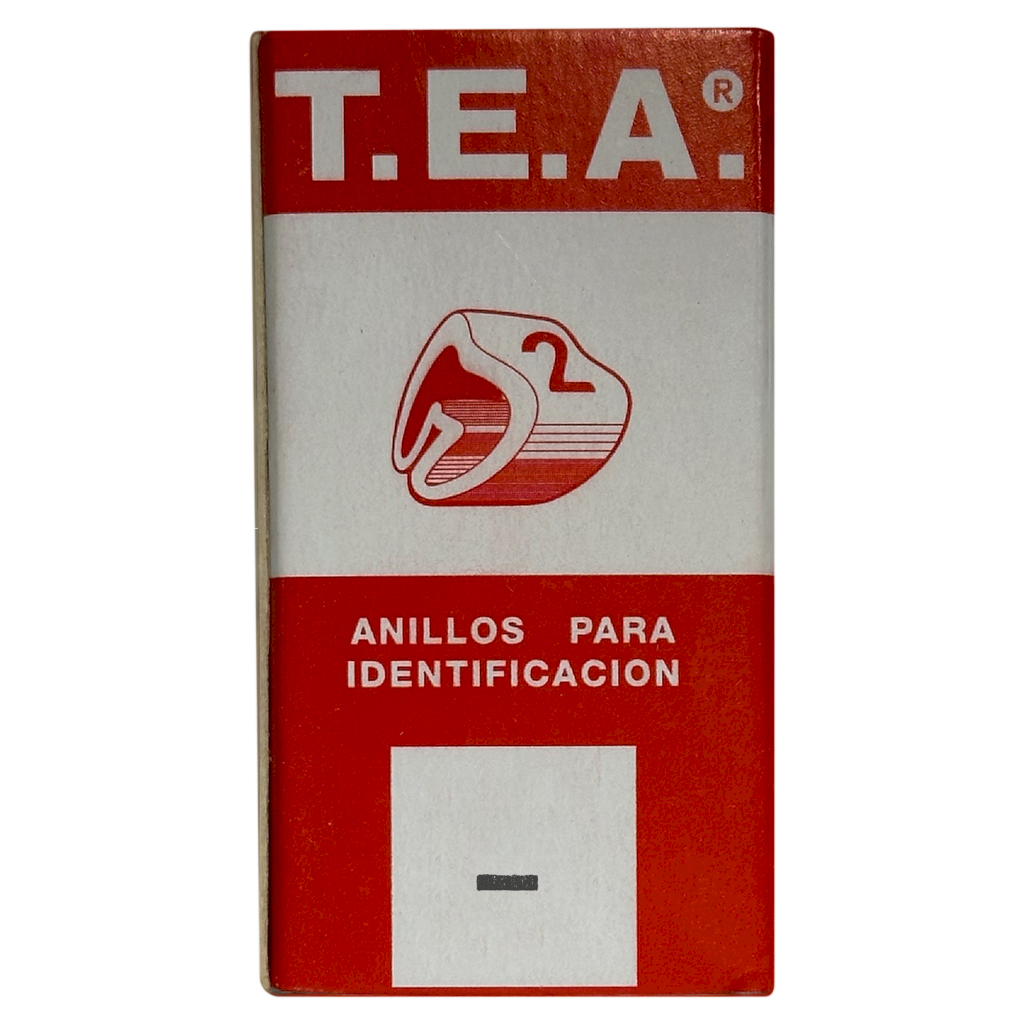 T.E.A.®
2
ANILLOS PARA
IDENTIFICACION
-